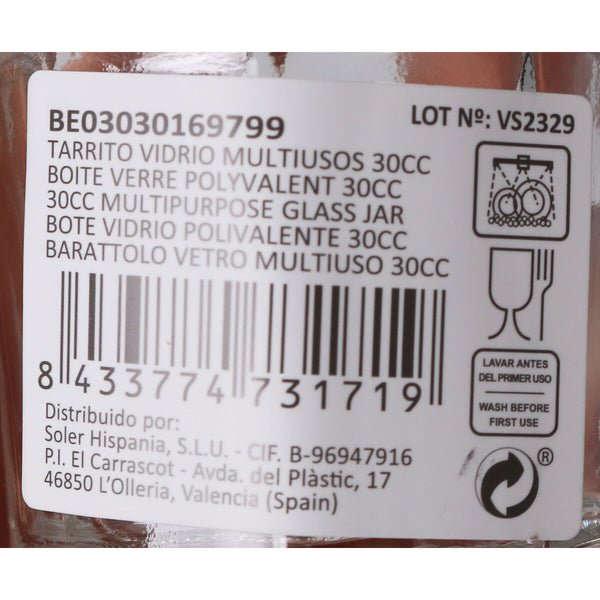 BE03030169799
LOT Nº: VS2329
TARRITO VIDRIO MULTIUSOS 30CC
BOITE VERRE POLYVALENT 30CC
30CC MULTIPURPOSE GLASS JAR
BOTE VIDRIO POLIVALENTE 30CC
BARATTOLO VETRO MULTIUSO 30CC
8 433774 731719
LAVAR ANTES
DEL PRIMER USO
WASH BEFORE
FIRST USE
Distribuido por:
Soler Hispania, S.L.U. - CIF. B-96947916
P.I. El Carrascot - Avda. del Plàstic, 17
46850 L'Olleria, Valencia (Spain)
®